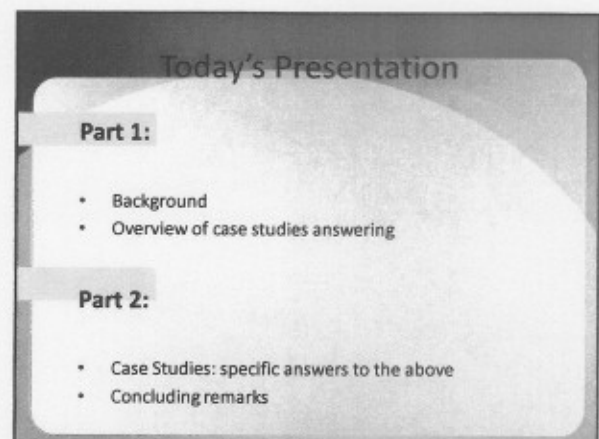 Today's Presentation
Part 1:
• Background
• Overview of case studies answering
Part 2:
• Case Studies: specific answers to the above
• Concluding remarks